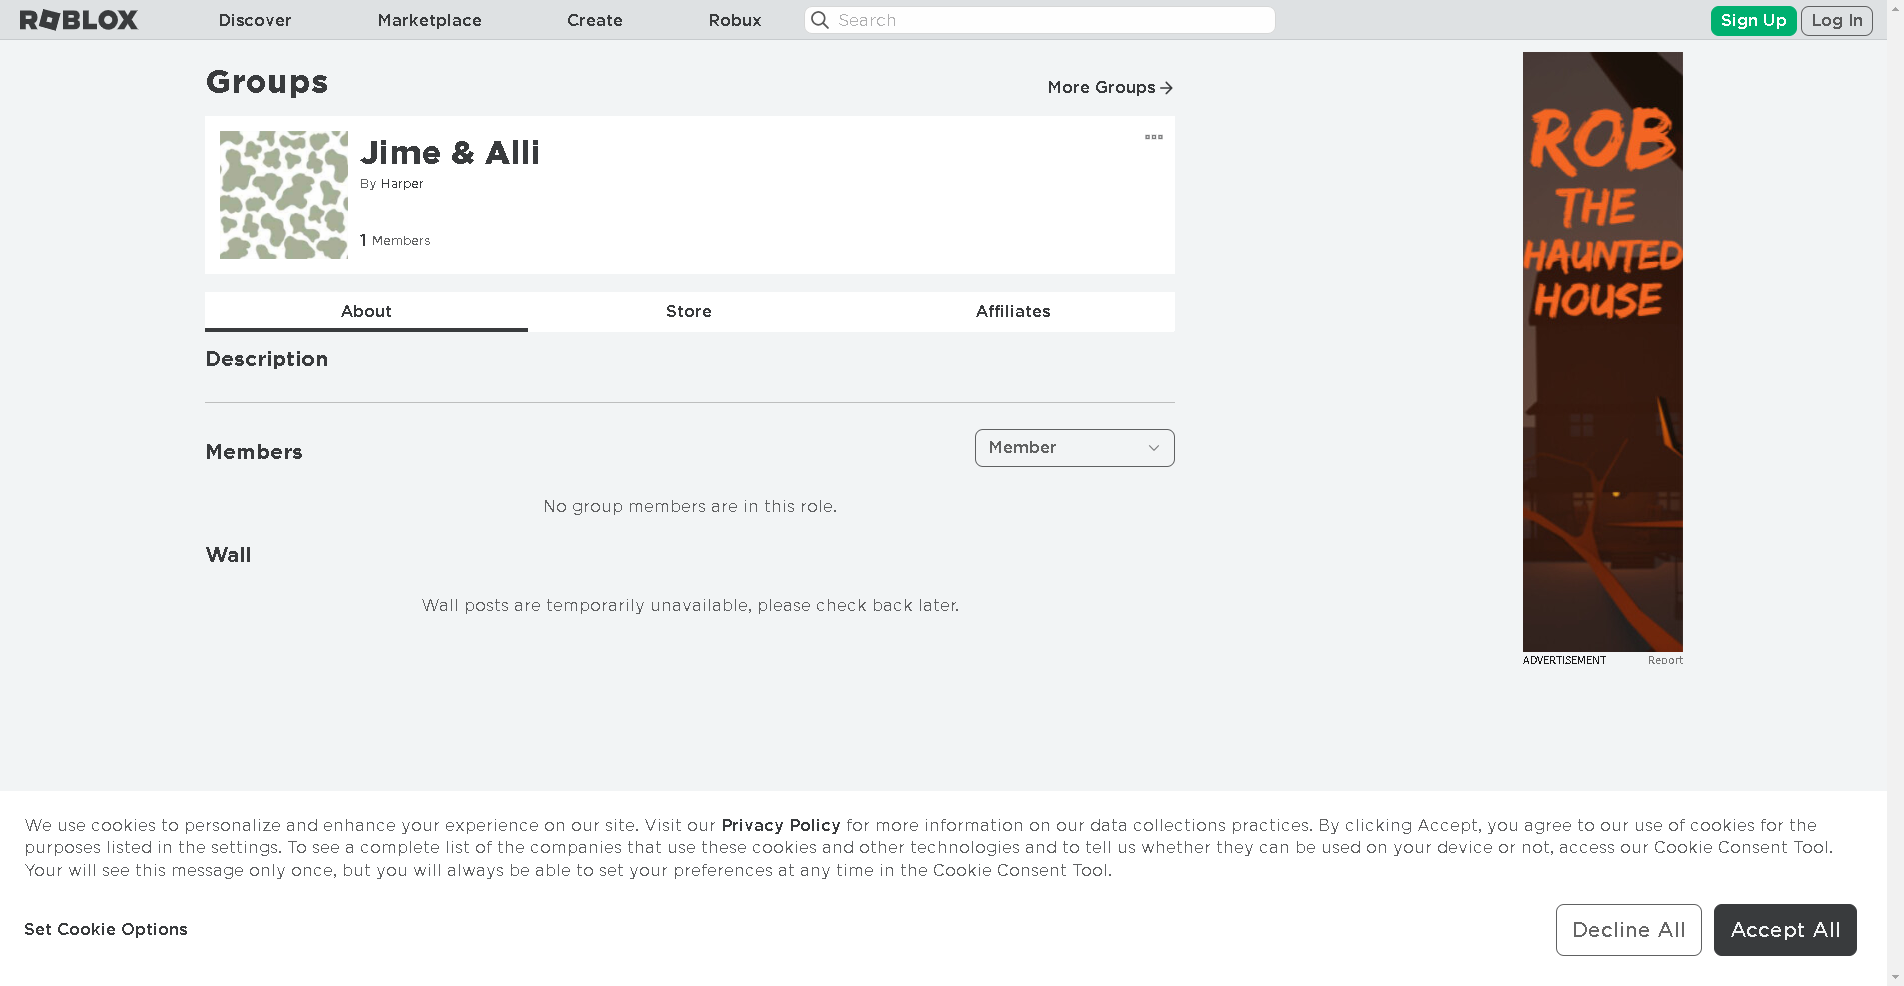 ROBLOX Discover Marketplace Create Robux Search Sign Up Log In
Groups
More Groups
Jime & Alli
By Harper
1 Members
About Store Affiliates
Description
Members
Member
No group members are in this role.
Wall
Wall posts are temporarily unavailable, please check back later.
ROB
THE
HAUNTED
HOUSE
ADVERTISEMENT Report
We use cookies to personalize and enhance your experience on our site. Visit our Privacy Policy for more information on our data collections practices. By clicking Accept, you agree to our use of cookies for the
purposes listed in the settings. To see a complete list of the companies that use these cookies and other technologies and to tell us whether they can be used on your device or not, access our Cookie Consent Tool.
Your will see this message only once, but you will always be able to set your preferences at any time in the Cookie Consent Tool.
Set Cookie Options
Decline All Accept All